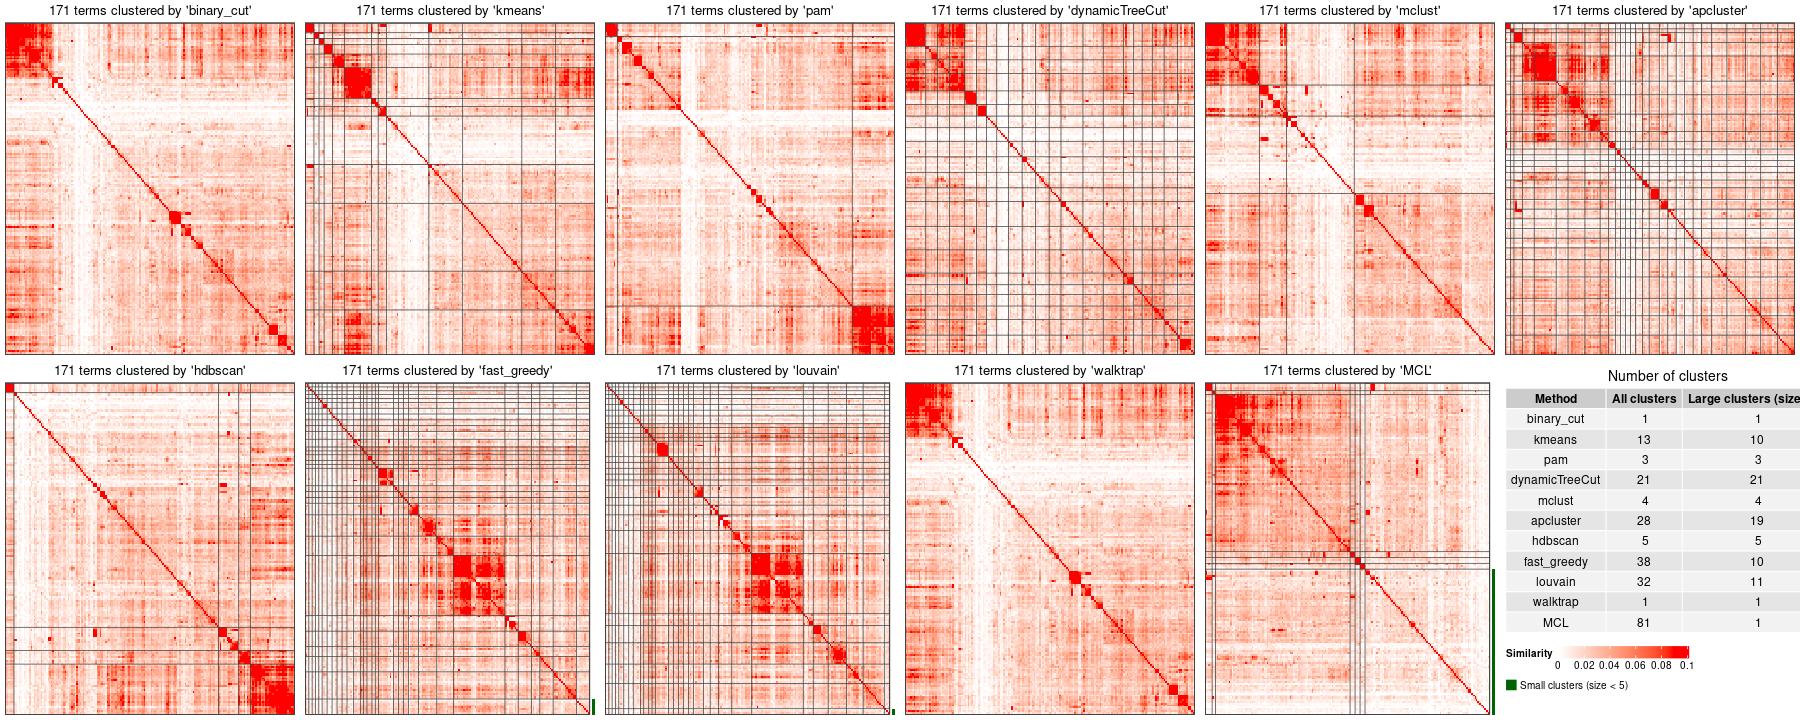 171 terms clustered by 'binary_cut'
171 terms clustered by 'kmeans'
171 terms clustered by 'pam'
171 terms clustered by 'dynamicTreeCut'
171 terms clustered by 'mclust'
171 terms clustered by 'apcluster'
171 terms clustered by 'hdbscan'
171 terms clustered by 'fast_greedy'
171 terms clustered by 'louvain'
171 terms clustered by 'walktrap'
171 terms clustered by 'MCL'
Number of clusters
Method All clusters Large clusters (size
binary_cut 1 1
kmeans 13 10
pam 3 3
dynamicTreeCut 21 21
mclust 4 4
apcluster 28 19
hdbscan 5 5
fast_greedy 38 10
louvain 32 11
walktrap 1 1
MCL 81 1
Similarity
0 0.02 0.04 0.06 0.08 0.1
Small clusters (size < 5)